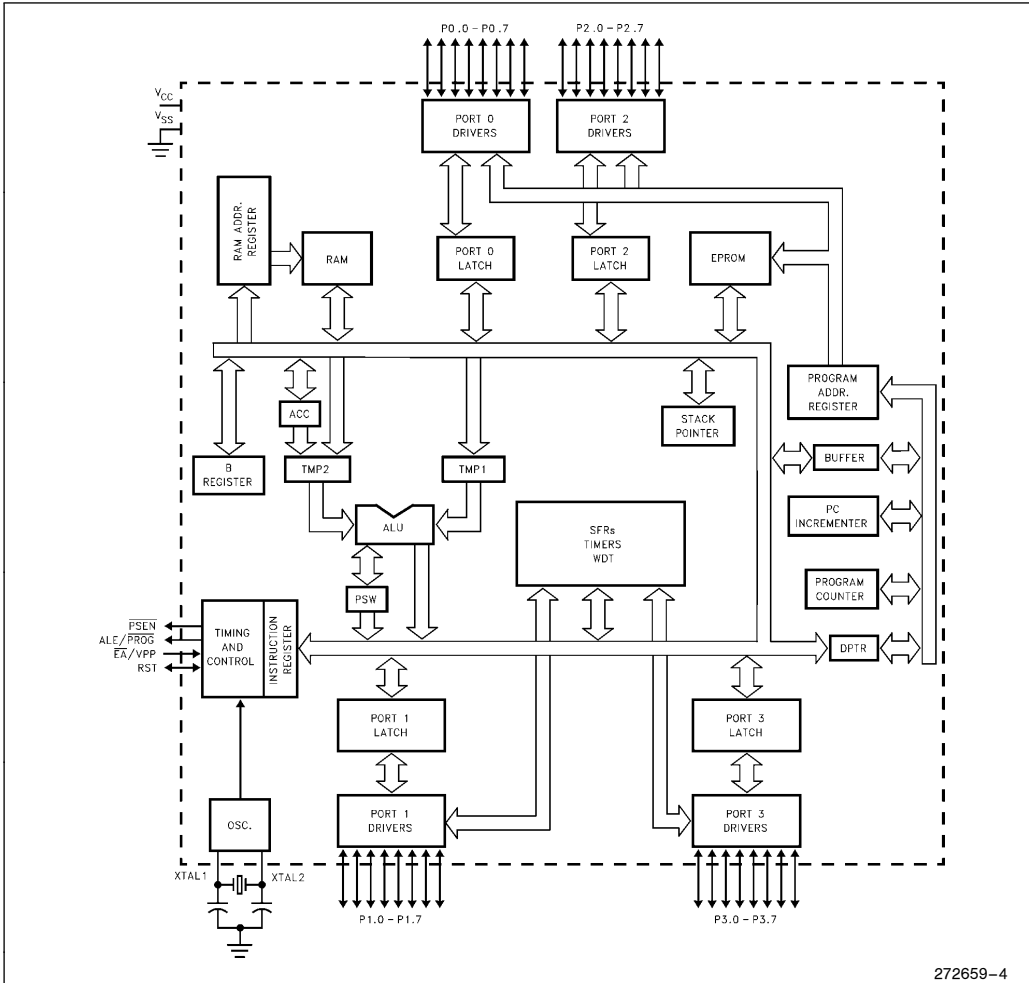 P0.0 – P0.7
P2.0 – P2.7
VCC
VSS
PORT 0
DRIVERS
PORT 2
DRIVERS
RAM ADDR.
REGISTER
RAM
PORT 0
LATCH
PORT 2
LATCH
EPROM
PROGRAM
ADDR.
REGISTER
ACC
STACK
POINTER
B
REGISTER
TMP2
TMP1
BUFFER
ALU
SFRs
TIMERS
WDT
PC
INCREMENTER
PSW
PROGRAM
COUNTER
PSEN
ALE/PROG
EA/VPP
RST
TIMING
AND
CONTROL
INSTRUCTION
REGISTER
DPTR
PORT 1
LATCH
PORT 3
LATCH
OSC.
PORT 1
DRIVERS
PORT 3
DRIVERS
XTAL1
XTAL2
P1.0 – P1.7
P3.0 – P3.7
272659–4